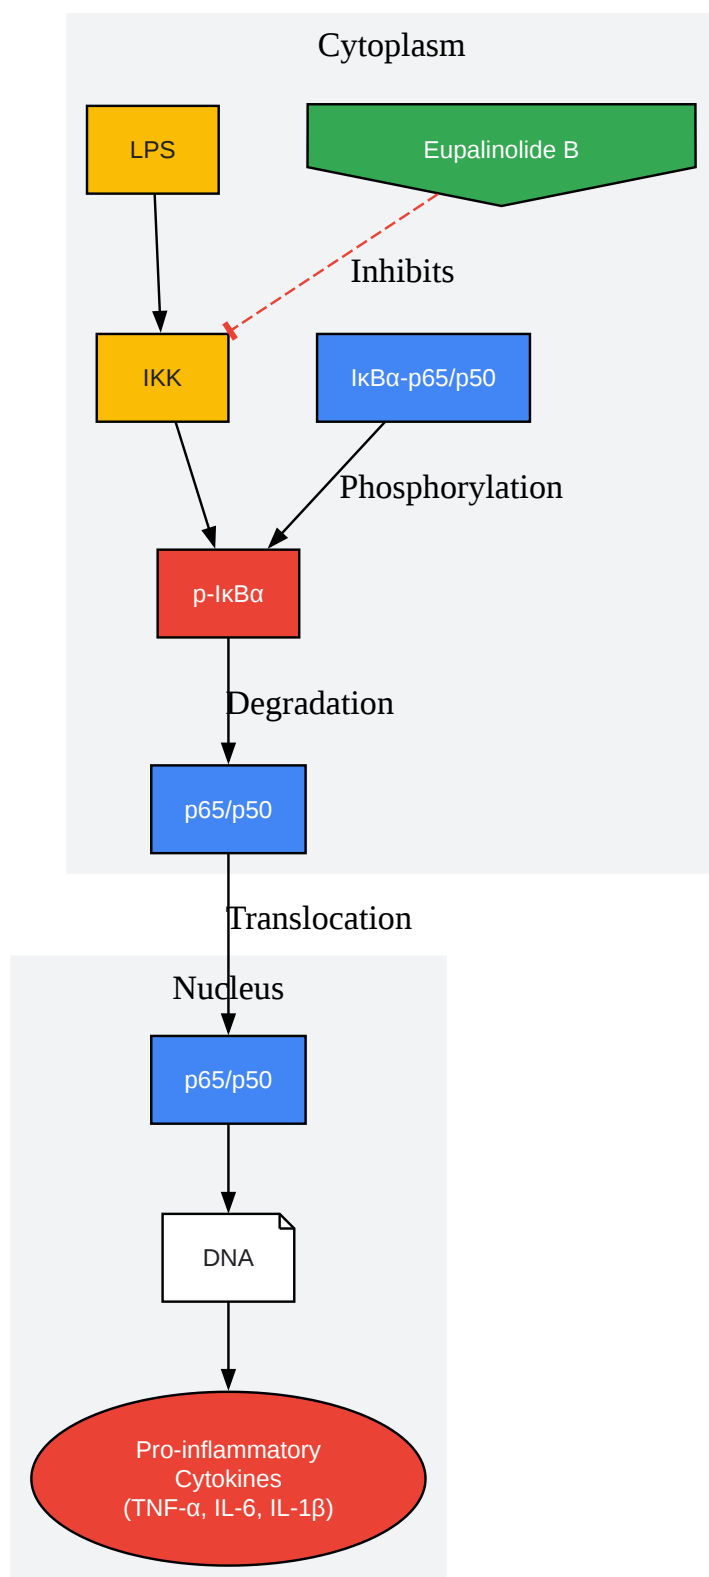 Cytoplasm
LPS
Eupalinolide B
Inhibits
IKK
IκBα-p65/p50
Phosphorylation
p-IκBα
Degradation
p65/p50
Translocation
Nucleus
p65/p50
DNA
Pro-inflammatory
Cytokines
(TNF-α, IL-6, IL-1β)